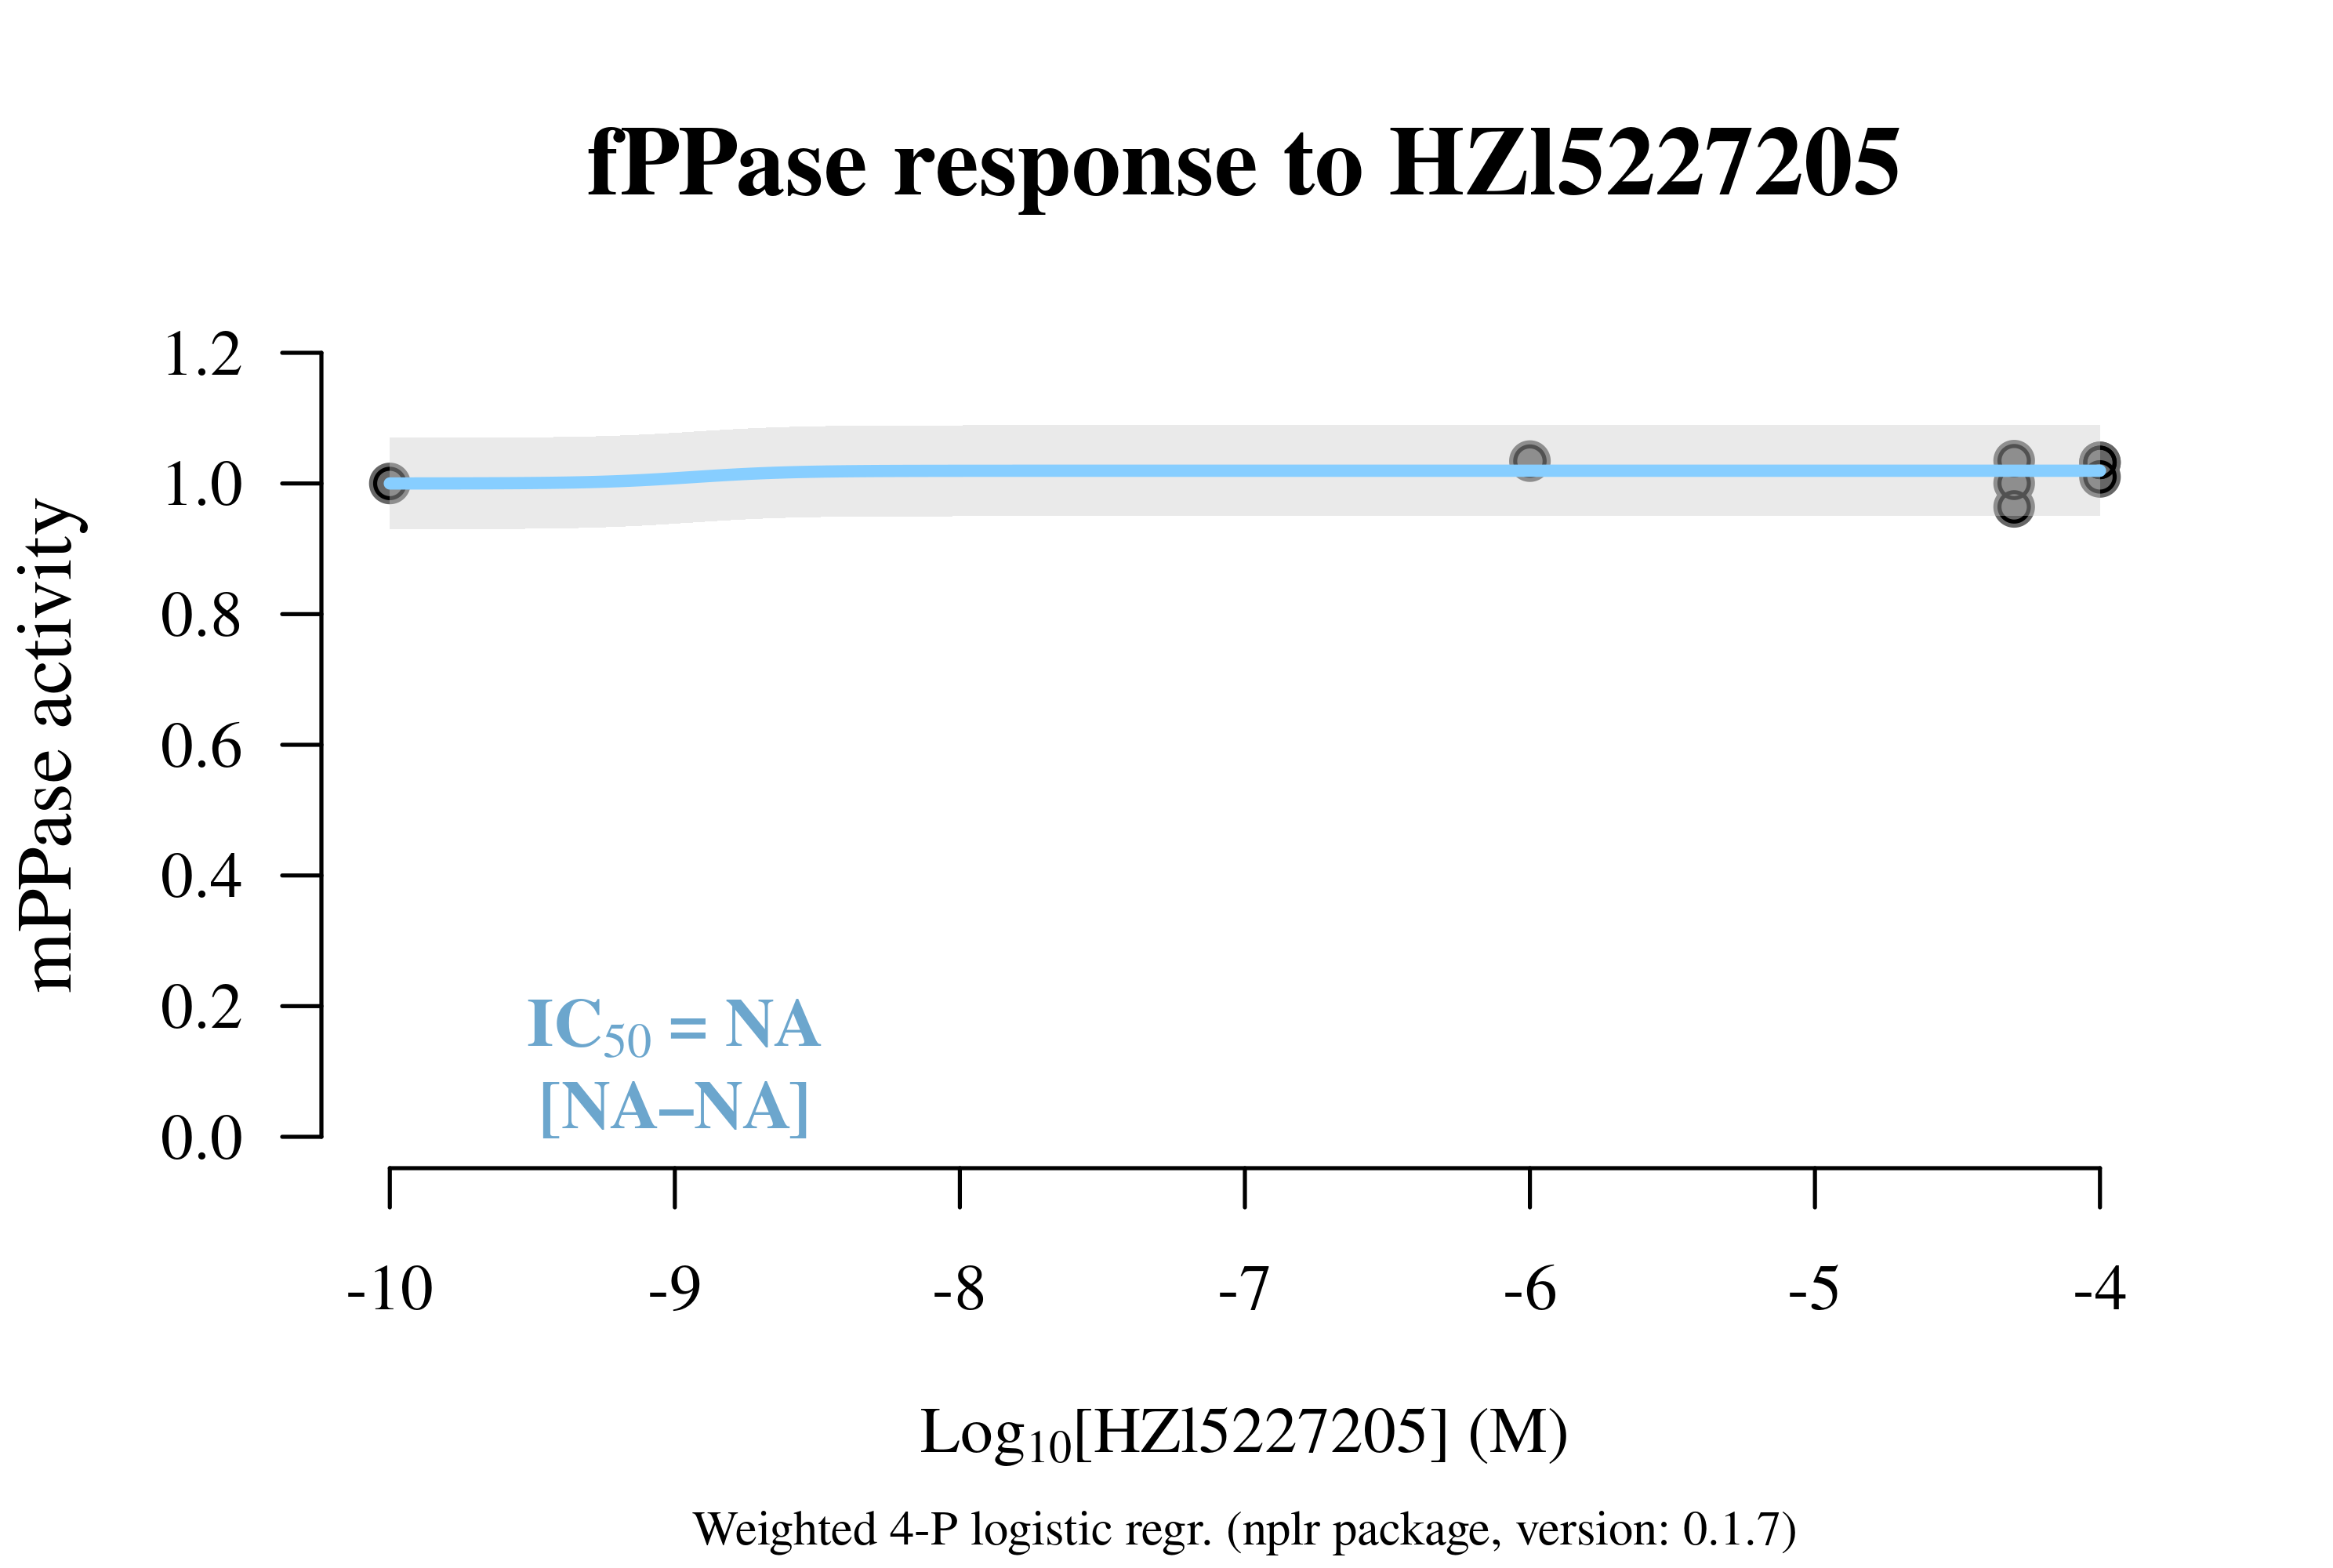 fPPase response to HZl5227205
mPPase activity
1.2
1.0
0.8
0.6
0.4
0.2
0.0
IC50 = NA
[NA–NA]
-10 -9 -8 -7 -6 -5 -4
Log10[HZl5227205] (M)
Weighted 4-P logistic regr. (nplr package, version: 0.1.7)